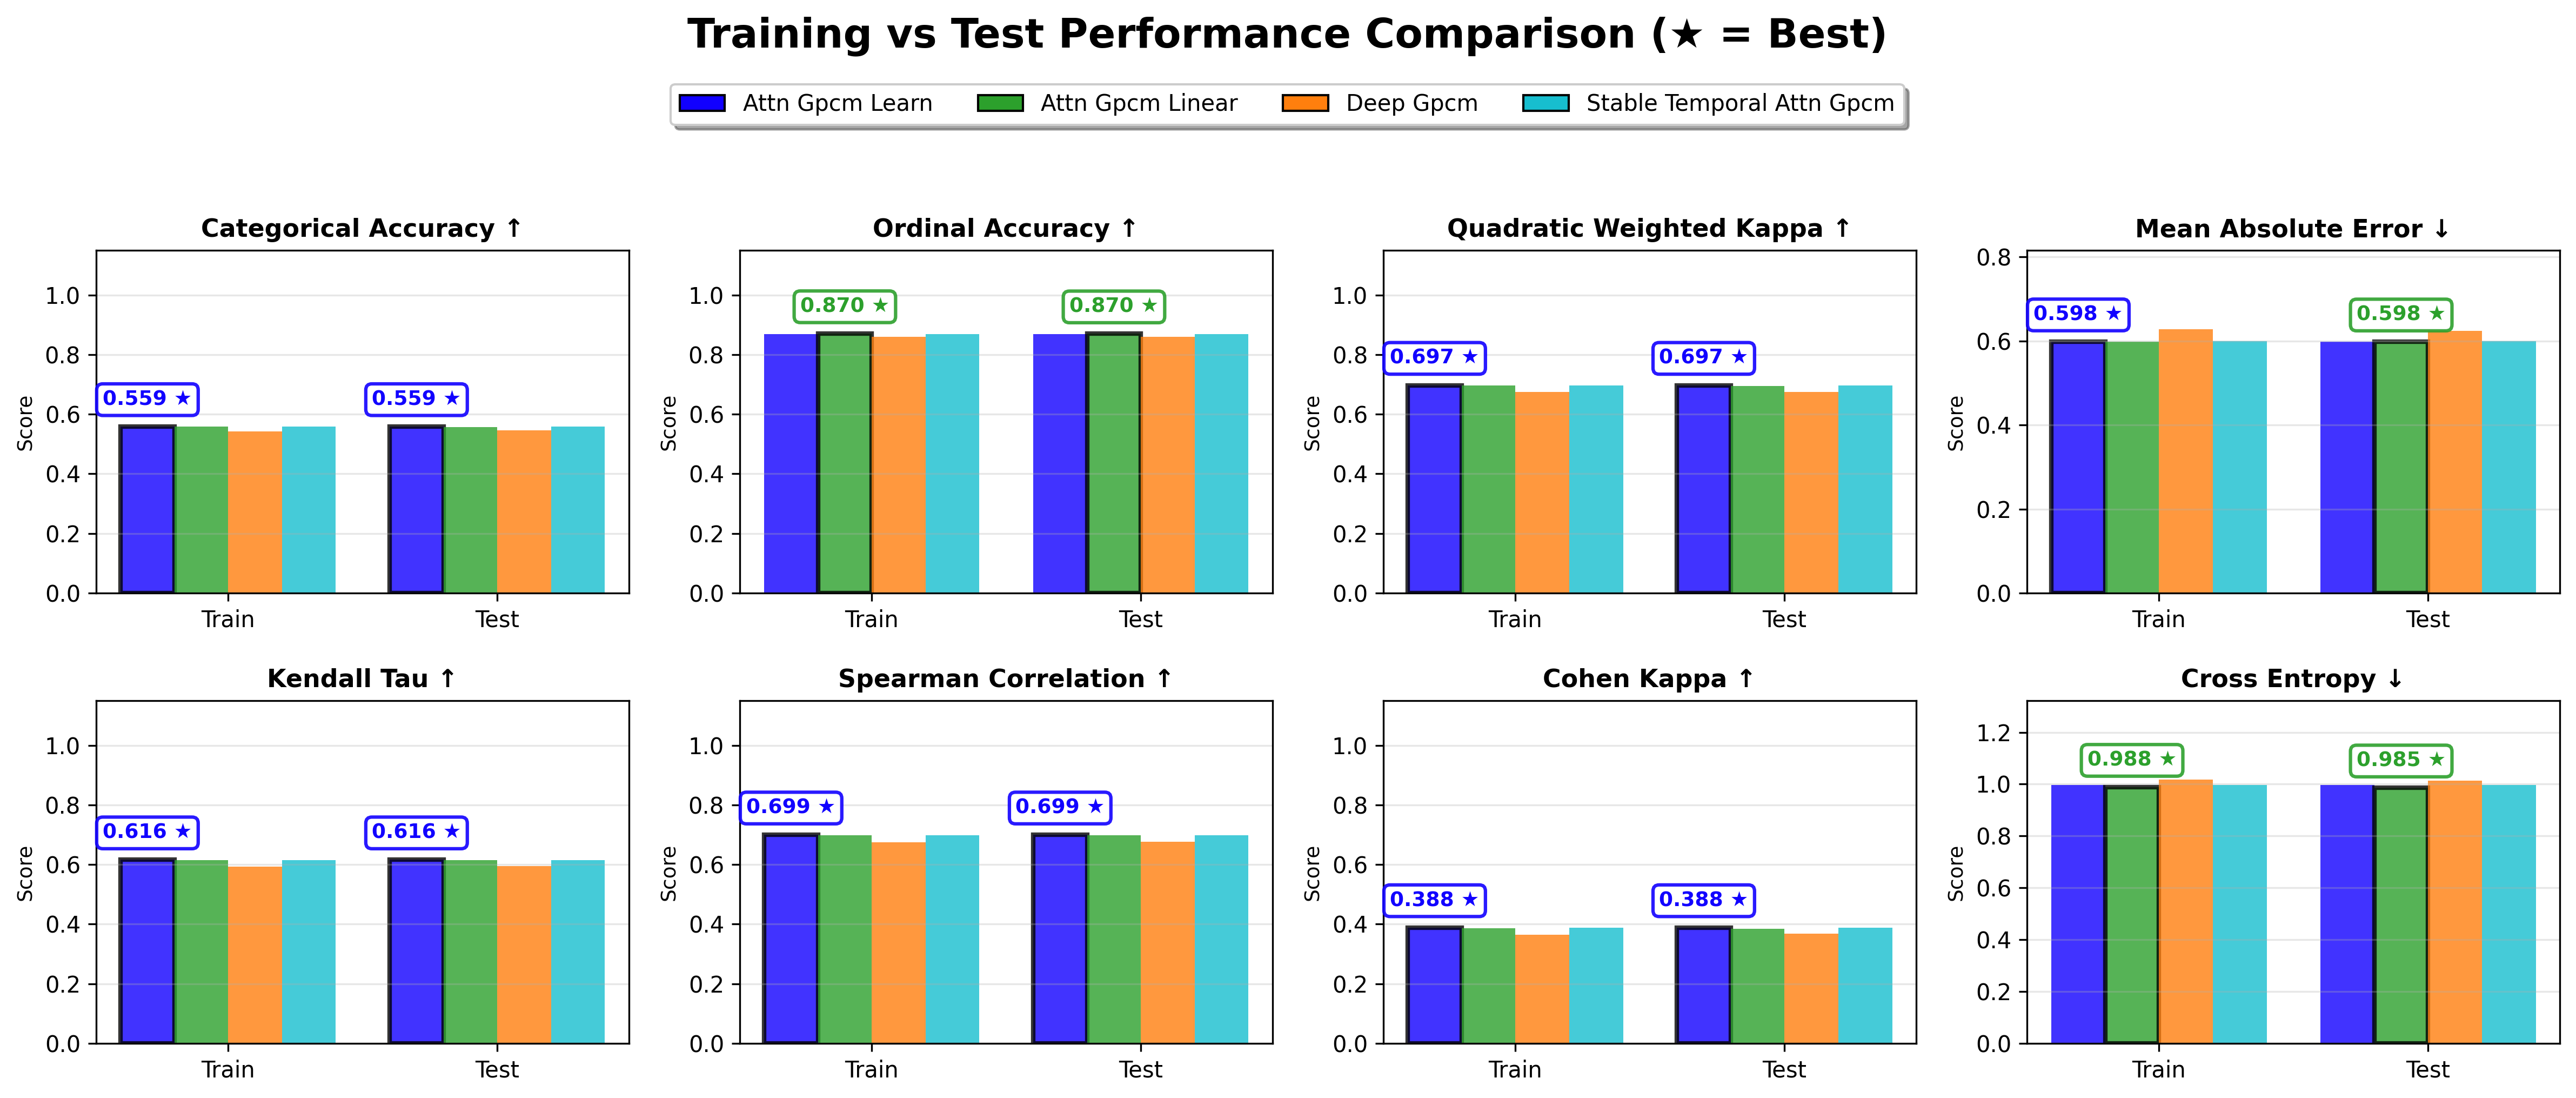 Training vs Test Performance Comparison (★ = Best)
Attn Gpcm Learn Attn Gpcm Linear Deep Gpcm Stable Temporal Attn Gpcm
Categorical Accuracy ↑
1.0
0.8
0.6
0.4
0.2
0.0
Score
0.559 ★
0.559 ★
Train Test
Ordinal Accuracy ↑
1.0
0.8
0.6
0.4
0.2
0.0
Score
0.870 ★
0.870 ★
Train Test
Quadratic Weighted Kappa ↑
1.0
0.8
0.6
0.4
0.2
0.0
Score
0.697 ★
0.697 ★
Train Test
Mean Absolute Error ↓
0.8
0.6
0.4
0.2
0.0
Score
0.598 ★
0.598 ★
Train Test
Kendall Tau ↑
1.0
0.8
0.6
0.4
0.2
0.0
Score
0.616 ★
0.616 ★
Train Test
Spearman Correlation ↑
1.0
0.8
0.6
0.4
0.2
0.0
Score
0.699 ★
0.699 ★
Train Test
Cohen Kappa ↑
1.0
0.8
0.6
0.4
0.2
0.0
Score
0.388 ★
0.388 ★
Train Test
Cross Entropy ↓
1.2
1.0
0.8
0.6
0.4
0.2
0.0
Score
0.988 ★
0.985 ★
Train Test